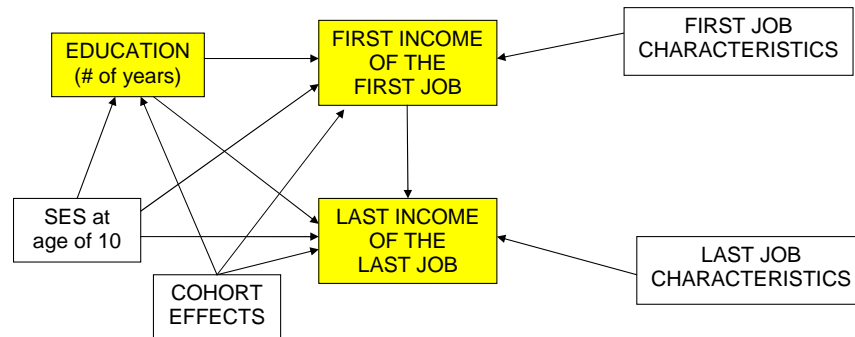 EDUCATION
(# of years)
FIRST INCOME
OF THE
FIRST JOB
FIRST JOB
CHARACTERISTICS
SES at
age of 10
LAST INCOME
OF THE
LAST JOB
LAST JOB
CHARACTERISTICS
COHORT
EFFECTS